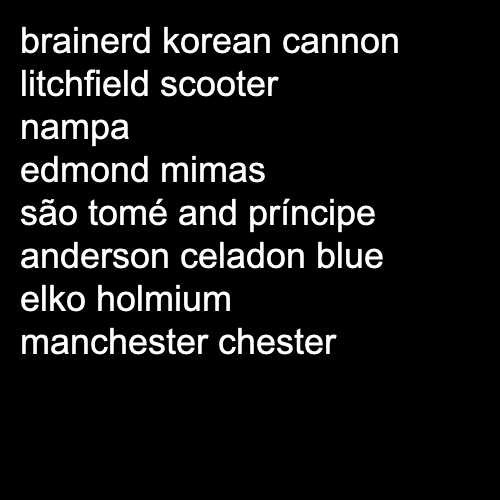 brainerd korean cannon
litchfield scooter
nampa
edmond mimas
são tomé and príncipe
anderson celadon blue
elko holmium
manchester chester